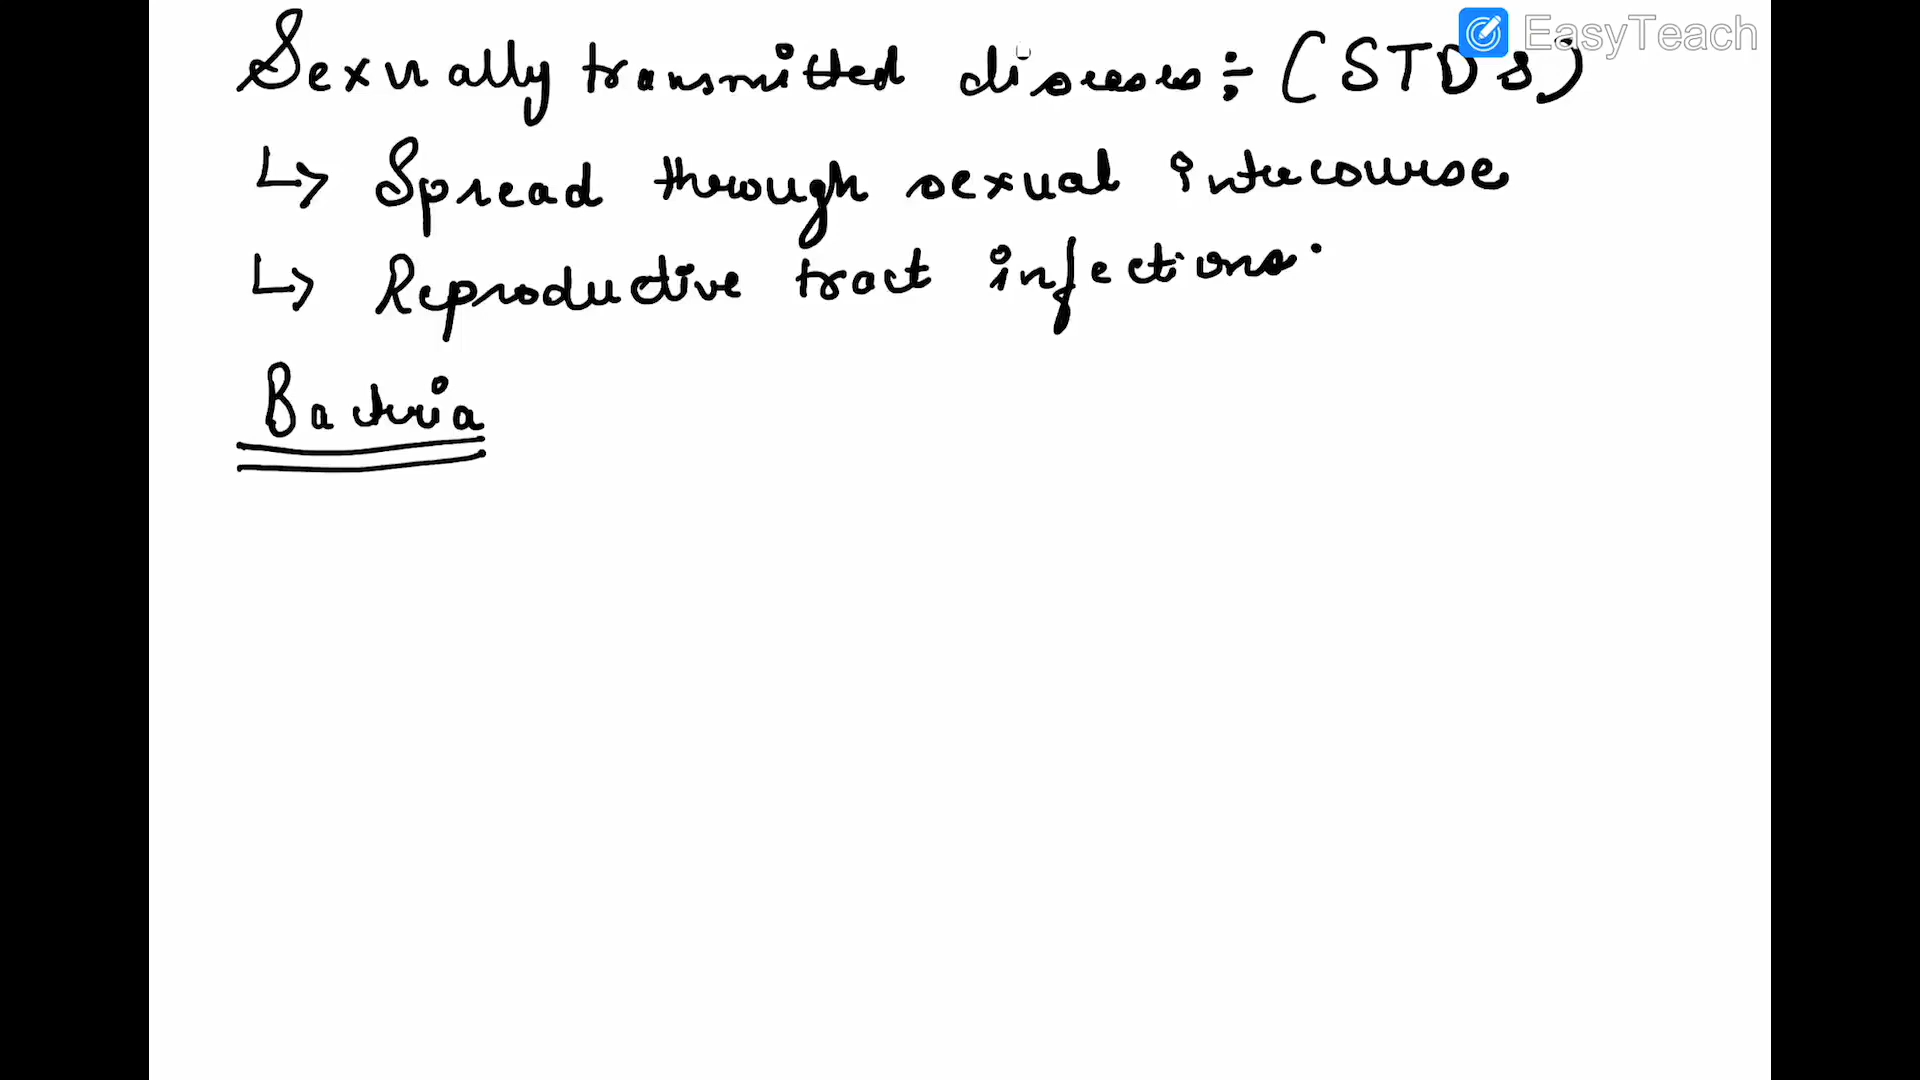 Sexually transmitted diseases :- (STDs)
EasyTeach
↳ Spread through sexual intercourse
↳ Reproductive tract infections.
Bacteria